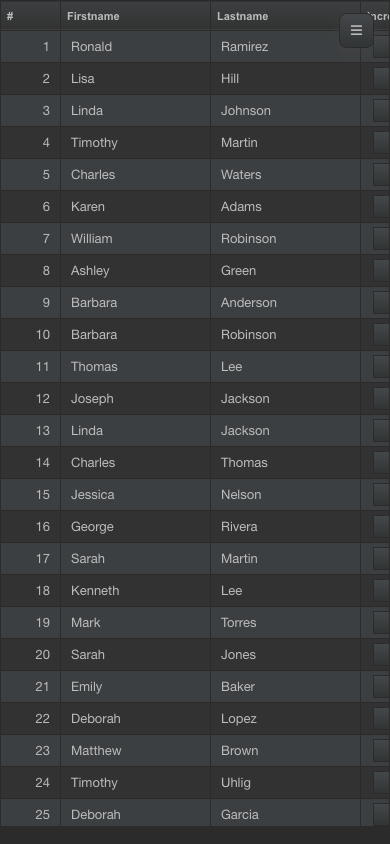 # Firstname Lastname
1 Ronald Ramirez
2 Lisa Hill
3 Linda Johnson
4 Timothy Martin
5 Charles Waters
6 Karen Adams
7 William Robinson
8 Ashley Green
9 Barbara Anderson
10 Barbara Robinson
11 Thomas Lee
12 Joseph Jackson
13 Linda Jackson
14 Charles Thomas
15 Jessica Nelson
16 George Rivera
17 Sarah Martin
18 Kenneth Lee
19 Mark Torres
20 Sarah Jones
21 Emily Baker
22 Deborah Lopez
23 Matthew Brown
24 Timothy Uhlig
25 Deborah Garcia